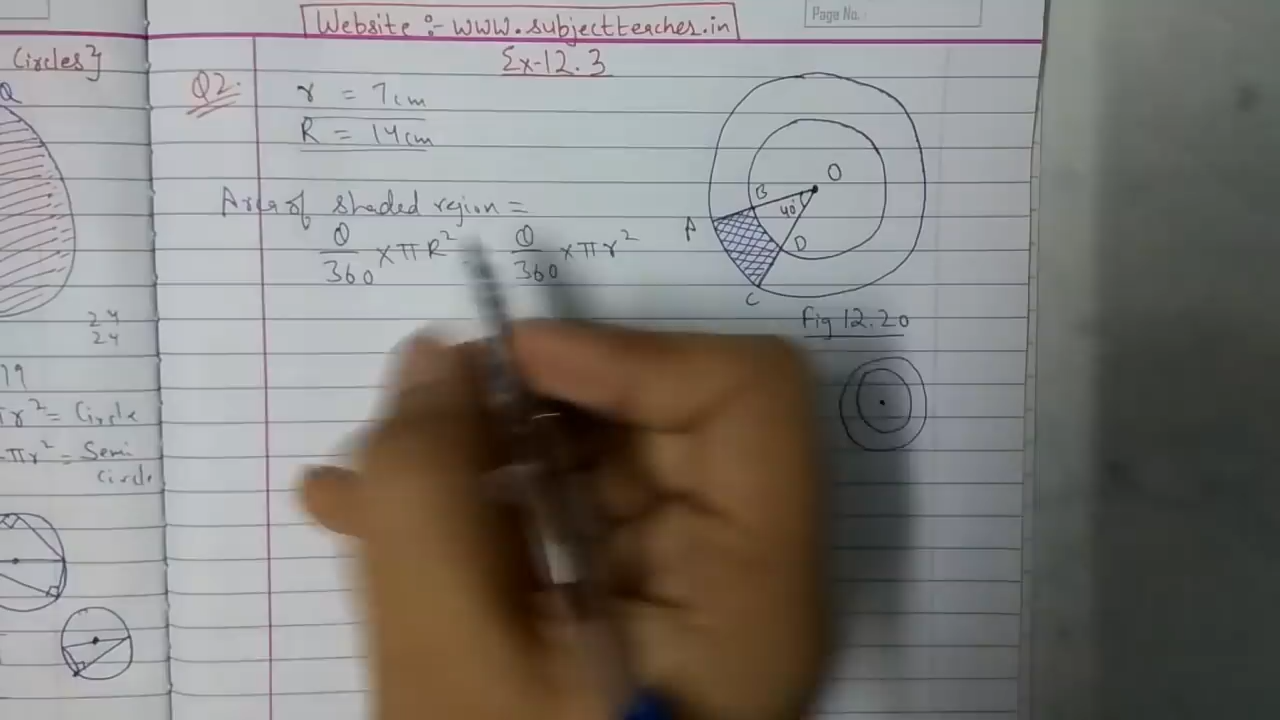 Website :- www.subjectteacher.in
Page No.
Circles}
Ex-12.3
Q
Q2.
r = 7cm
R = 14cm
Area of shaded region =
θ/360 × πR² θ/360 × πr²
O
B
40°
A
D
C
Fig 12.20
24
24
πr² = Circle
πr² = Semi
circle